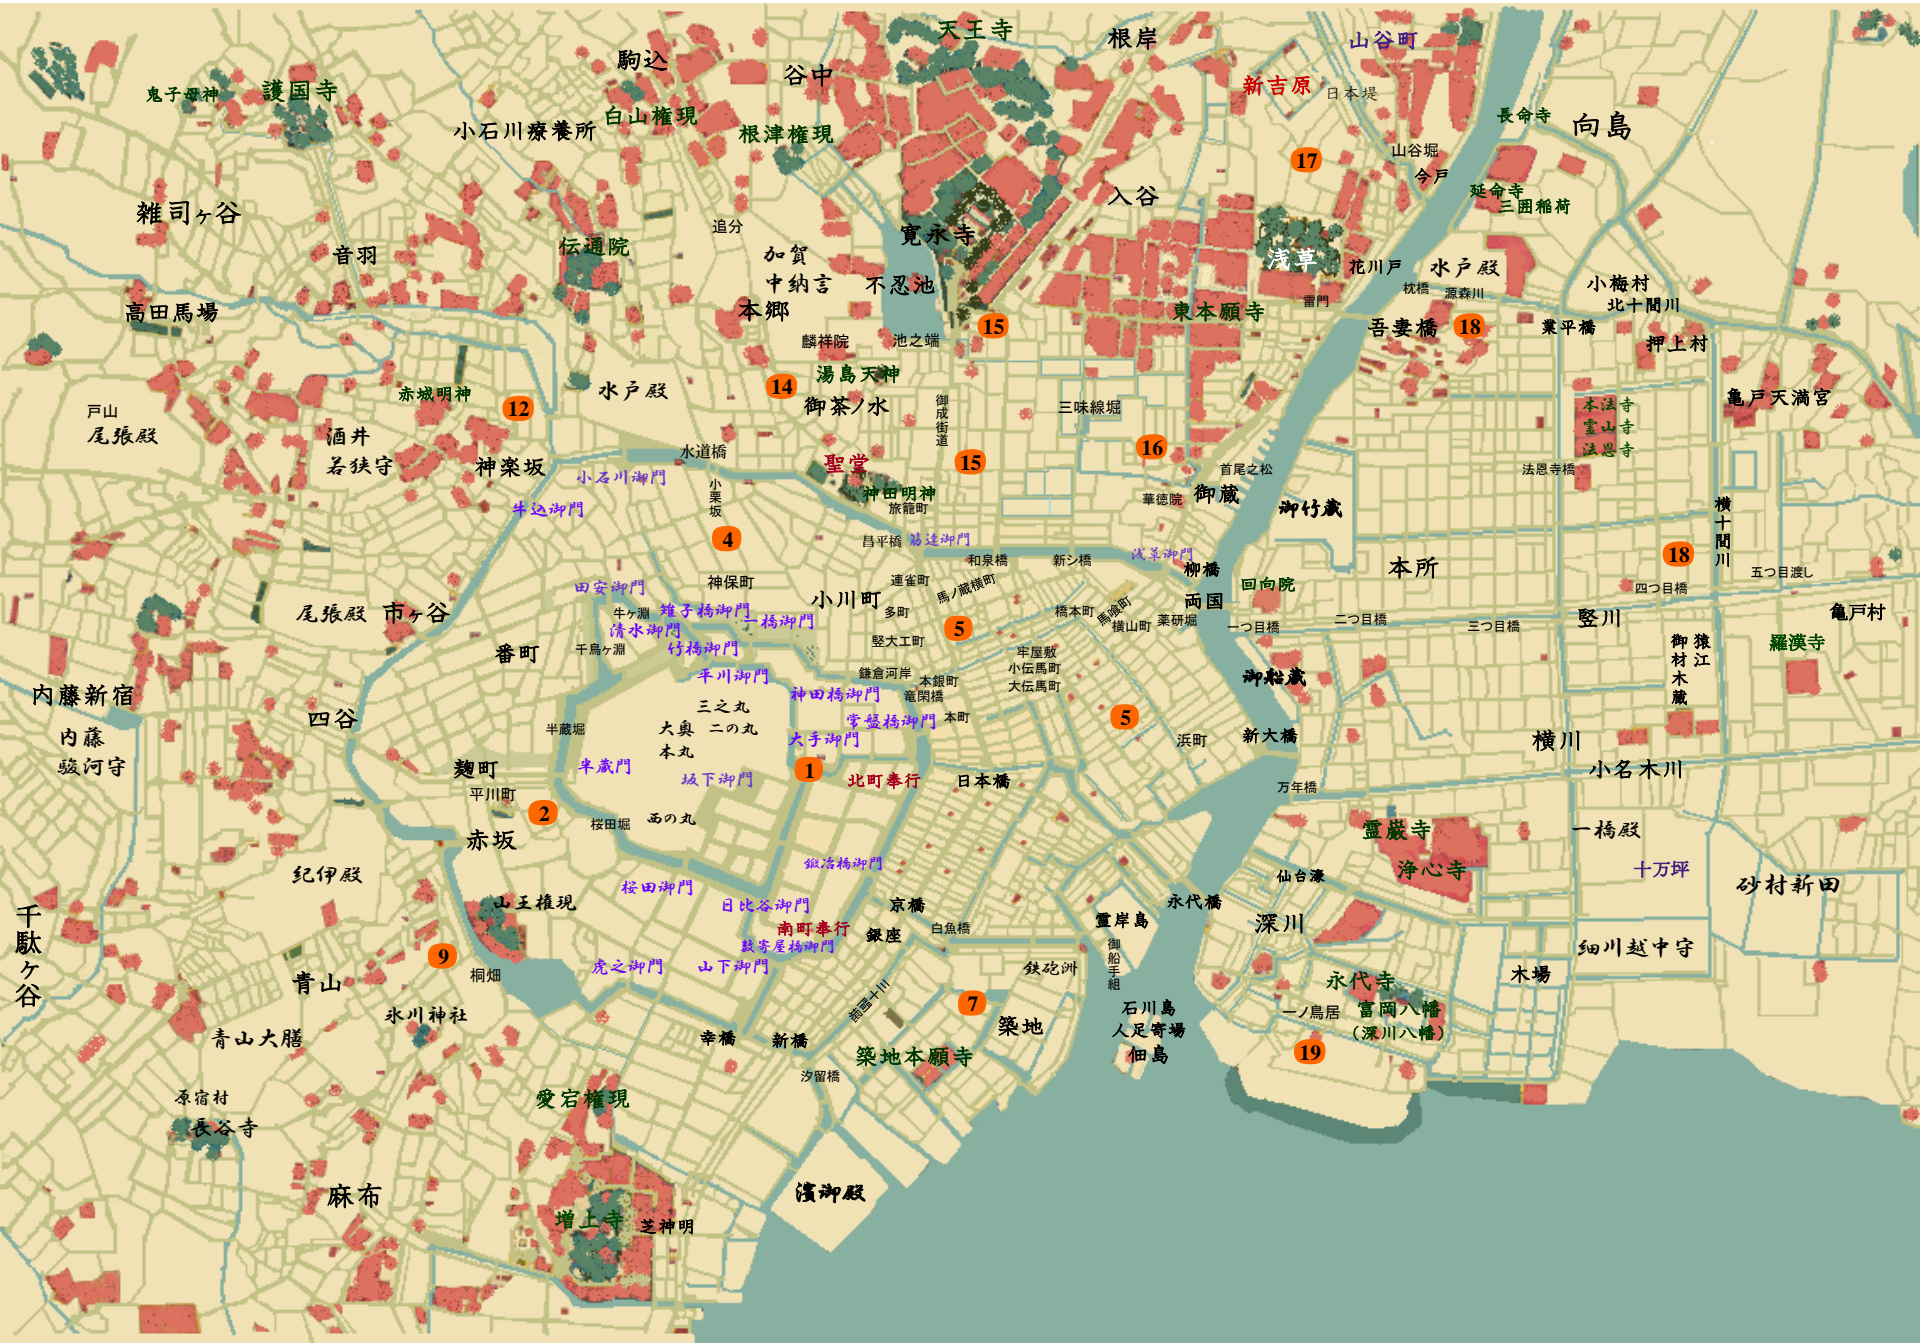 天王寺
根岸
山谷町
駒込
谷中
新吉原
日本堤
鬼子母神
護国寺
白山権現
根津権現
小石川療養所
長命寺
向島
山谷堀
17
今戸
延命寺
三囲稲荷
入谷
雑司ヶ谷
追分
寛永寺
伝通院
音羽
加賀
中納言
不忍池
浅草
花川戸
水戸殿
枕橋
源森川
小梅村
北十間川
雷門
高田馬場
本郷
東本願寺
15
吾妻橋
18
業平橋
押上村
麟祥院
池之端
湯島天神
14
水戸殿
赤城明神
12
御茶ノ水
御成街道
三味線堀
亀戸天満宮
本法寺
霊山寺
法恩寺
戸山
尾張殿
酒井
若狭守
神楽坂
水道橋
聖堂
15
16
首尾之松
法恩寺橋
小石川御門
小栗坂
神田明神
旅籠町
華徳院
御蔵
御竹蔵
牛込御門
横十間川
4
昌平橋
筋違御門
和泉橋
新シ橋
浅草御門
柳橋
本所
18
五つ目渡し
田安御門
神保町
連雀町
馬ノ蔵横町
回向院
四つ目橋
小川町
尾張殿
市ヶ谷
牛ヶ淵
雉子橋御門
一橋御門
多町
橋本町
馬喰町
横山町
薬研堀
両国
一つ目橋
二つ目橋
三つ目橋
竪川
亀戸村
清水御門
竪大工町
5
番町
千鳥ヶ淵
竹橋御門
牢屋敷
小伝馬町
大伝馬町
猿江
御材木蔵
羅漢寺
平川御門
鎌倉河岸
本銀町
竜閑橋
御船蔵
内藤新宿
神田橋御門
四谷
三之丸
大奥
二の丸
本丸
常盤橋御門
本町
5
半蔵堀
大手御門
浜町
新大橋
横川
内藤
駿河守
麹町
半蔵門
坂下御門
1
北町奉行
日本橋
小名木川
平川町
万年橋
2
桜田堀
西の丸
赤坂
霊巌寺
一橋殿
鍛冶橋御門
浄心寺
十万坪
紀伊殿
桜田御門
仙台濠
砂村新田
山王権現
日比谷御門
京橋
永代橋
千駄ヶ谷
南町奉行
銀座
白魚橋
霊岸島
深川
数寄屋橋御門
細川越中守
9
桐畑
虎之御門
山下御門
鉄砲洲
御船手組
木場
青山
三十間堀
永代寺
氷川神社
7
築地
石川島
人足寄場
佃島
一ノ鳥居
富岡八幡
(深川八幡)
青山大膳
幸橋
新橋
19
築地本願寺
汐留橋
原宿村
愛宕権現
長谷寺
麻布
濱御殿
増上寺
芝神明